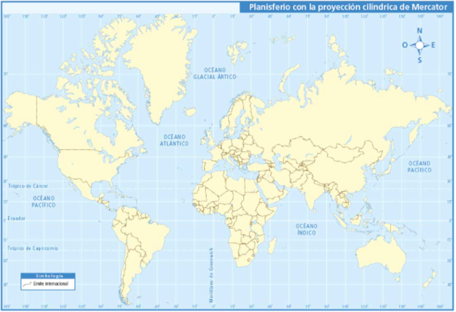 Planisferio con la proyección cilíndrica de Mercator
N
O E
S
OCÉANO
GLACIAL ÁRTICO
OCÉANO
ATLÁNTICO
OCÉANO
PACÍFICO
Trópico de Cáncer
OCÉANO
PACÍFICO
Ecuador
OCÉANO
ÍNDICO
Trópico de Capricornio
Meridiano de Greenwich
Simbología
Límite internacional